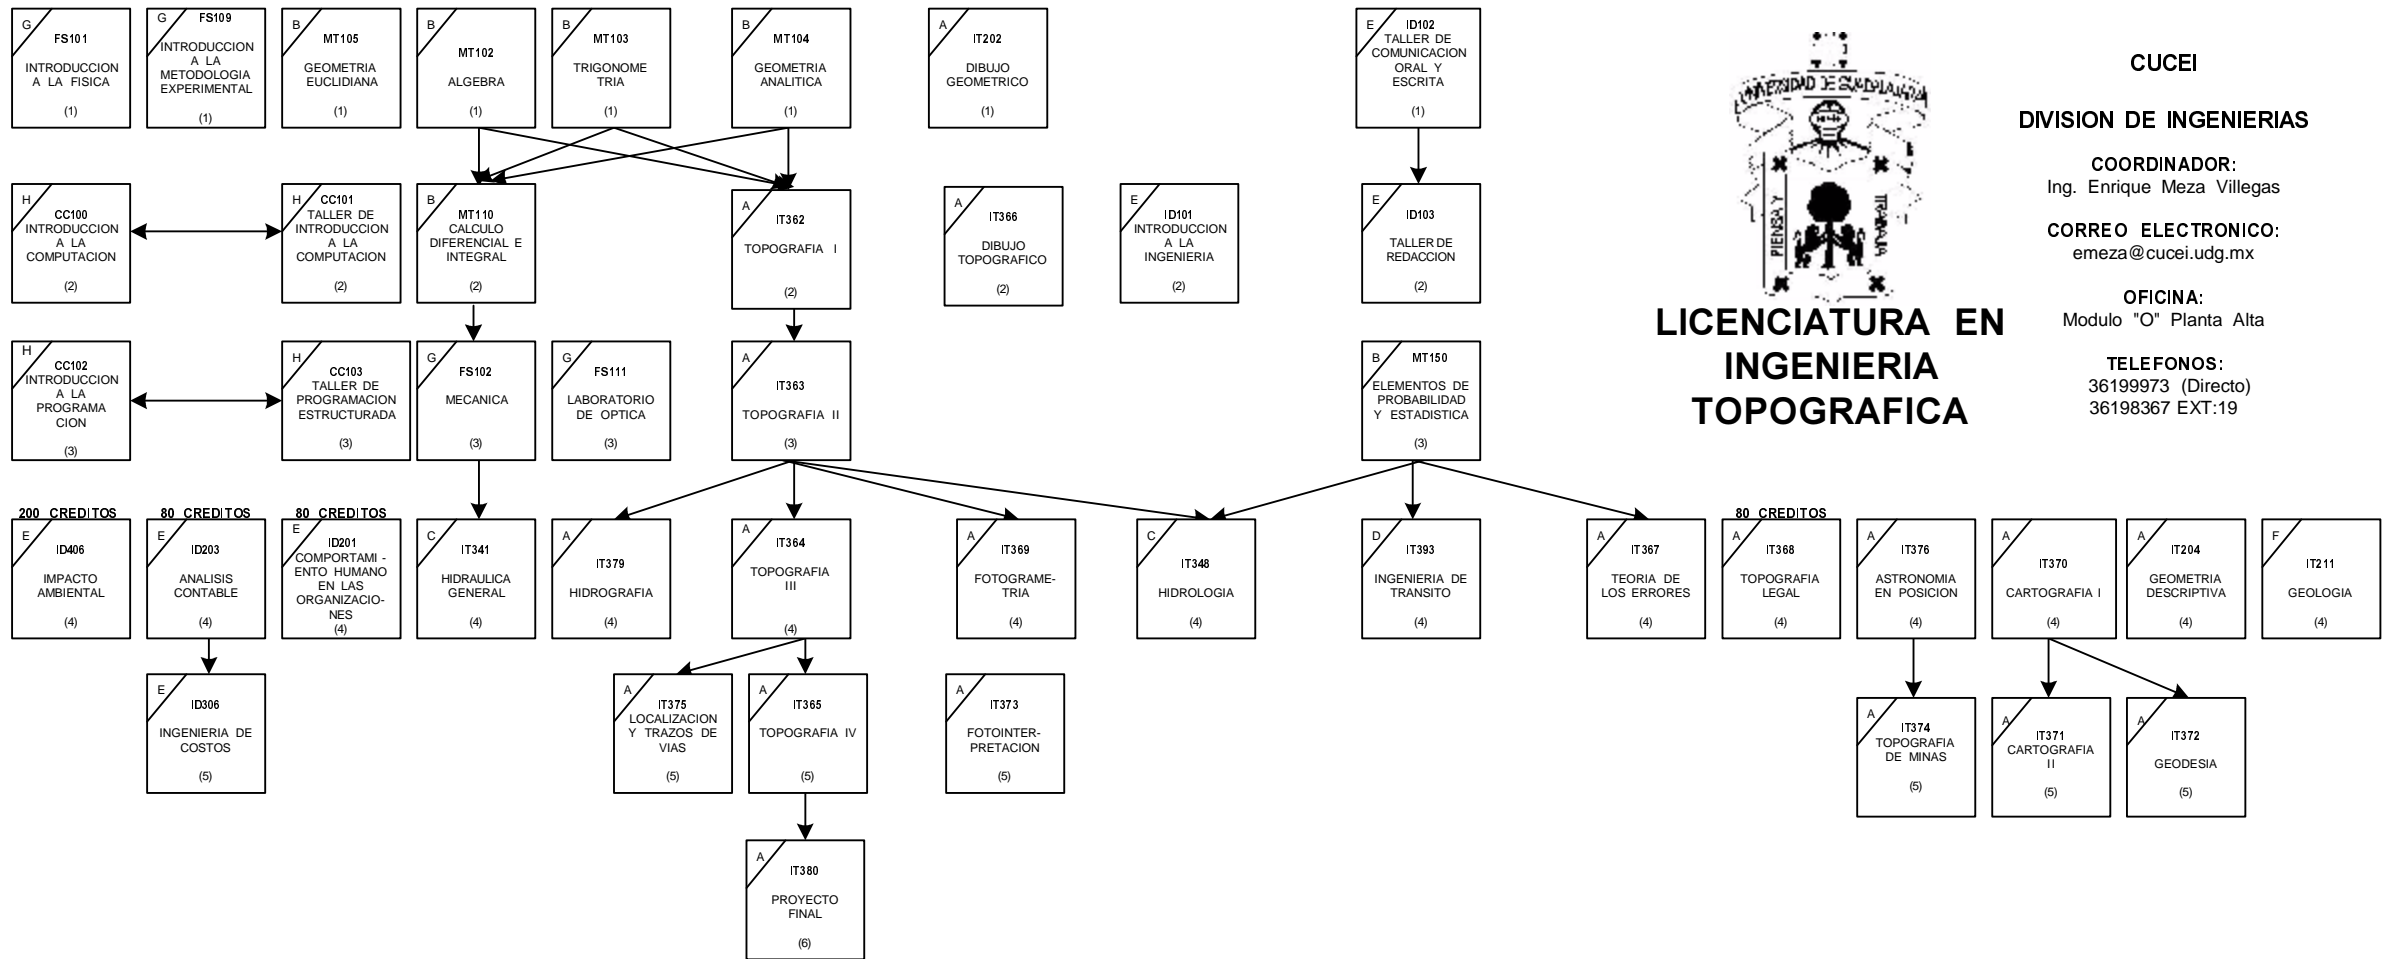 G
FS101
INTRODUCCION
A LA FISICA
(1)
G
FS109
INTRODUCCION
A LA
METODOLOGIA
EXPERIMENTAL
(1)
B
MT105
GEOMETRIA
EUCLIDIANA
(1)
B
MT102
ALGEBRA
(1)
B
MT103
TRIGONOME
TRIA
(1)
B
MT104
GEOMETRIA
ANALITICA
(1)
A
IT202
DIBUJO
GEOMETRICO
(1)
E
ID102
TALLER DE
COMUNICACION
ORAL Y
ESCRITA
(1)
UNIVERSIDAD DE GUADALAJARA
PIENSA Y
TRABAJA
LICENCIATURA EN
INGENIERIA
TOPOGRAFICA
CUCEI
DIVISION DE INGENIERIAS
COORDINADOR:
Ing. Enrique Meza Villegas
CORREO ELECTRONICO:
emeza@cucei.udg.mx
OFICINA:
Modulo "O" Planta Alta
TELEFONOS:
36199973 (Directo)
36198367 EXT:19
H
CC100
INTRODUCCION
A LA
COMPUTACION
(2)
H
CC101
TALLER DE
INTRODUCCION
A LA
COMPUTACION
(2)
B
MT110
CALCULO
DIFERENCIAL E
INTEGRAL
(2)
A
IT362
TOPOGRAFIA I
(2)
A
IT366
DIBUJO
TOPOGRAFICO
(2)
E
ID101
INTRODUCCION
A LA
INGENIERIA
(2)
E
ID103
TALLER DE
REDACCION
(2)
H
CC102
INTRODUCCION
A LA
PROGRAMA
CION
(3)
H
CC103
TALLER DE
PROGRAMACION
ESTRUCTURADA
(3)
G
FS102
MECANICA
(3)
G
FS111
LABORATORIO
DE OPTICA
(3)
A
IT363
TOPOGRAFIA II
(3)
B
MT150
ELEMENTOS DE
PROBABILIDAD
Y ESTADISTICA
(3)
200 CREDITOS
E
ID406
IMPACTO
AMBIENTAL
(4)
80 CREDITOS
E
ID203
ANALISIS
CONTABLE
(4)
80 CREDITOS
E
ID201
COMPORTAMI-
ENTO HUMANO
EN LAS
ORGANIZACIO-
NES
(4)
C
IT341
HIDRAULICA
GENERAL
(4)
A
IT379
HIDROGRAFIA
(4)
A
IT364
TOPOGRAFIA
III
(4)
A
IT369
FOTOGRAME-
TRIA
(4)
C
IT348
HIDROLOGIA
(4)
D
IT393
INGENIERIA DE
TRANSITO
(4)
A
IT367
TEORIA DE
LOS ERRORES
(4)
80 CREDITOS
A
IT368
TOPOGRAFIA
LEGAL
(4)
A
IT376
ASTRONOMIA
EN POSICION
(4)
A
IT370
CARTOGRAFIA I
(4)
A
IT204
GEOMETRIA
DESCRIPTIVA
(4)
F
IT211
GEOLOGIA
(4)
E
ID306
INGENIERIA DE
COSTOS
(5)
A
IT375
LOCALIZACION
Y TRAZOS DE
VIAS
(5)
A
IT365
TOPOGRAFIA IV
(5)
A
IT373
FOTOINTER-
PRETACION
(5)
A
IT374
TOPOGRAFIA
DE MINAS
(5)
A
IT371
CARTOGRAFIA
II
(5)
A
IT372
GEODESIA
(5)
A
IT380
PROYECTO
FINAL
(6)